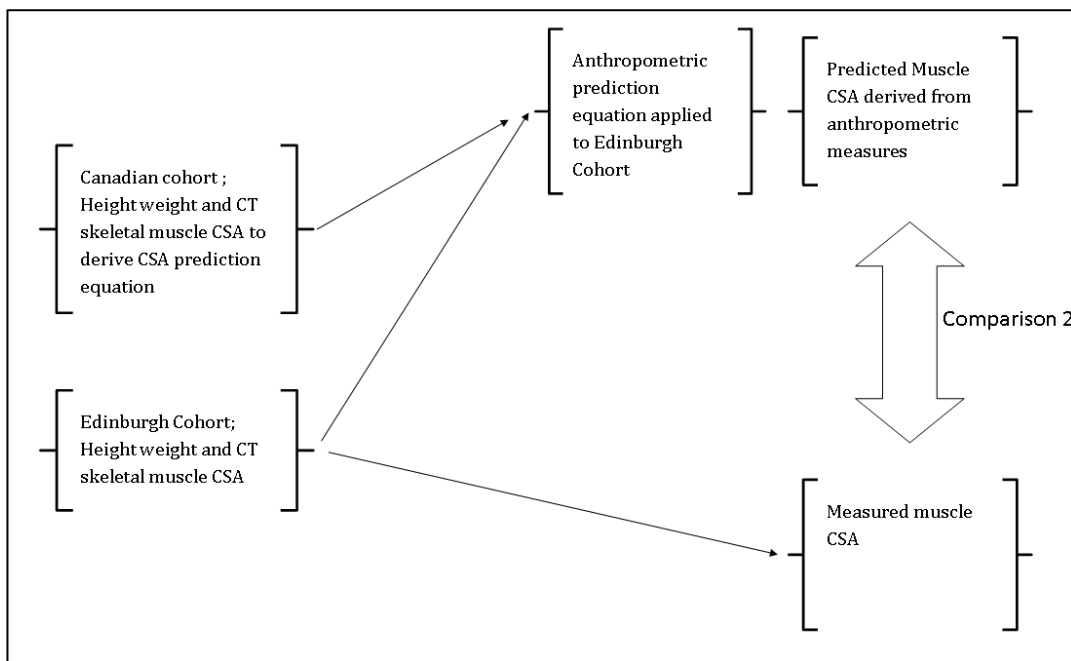 Anthropometric
prediction
equation applied
to Edinburgh
Cohort
Predicted Muscle
CSA derived from
anthropometric
measures
Canadian cohort ;
Height weight and CT
skeletal muscle CSA to
derive CSA prediction
equation
Comparison 2
Edinburgh Cohort;
Height weight and CT
skeletal muscle CSA
Measured muscle
CSA